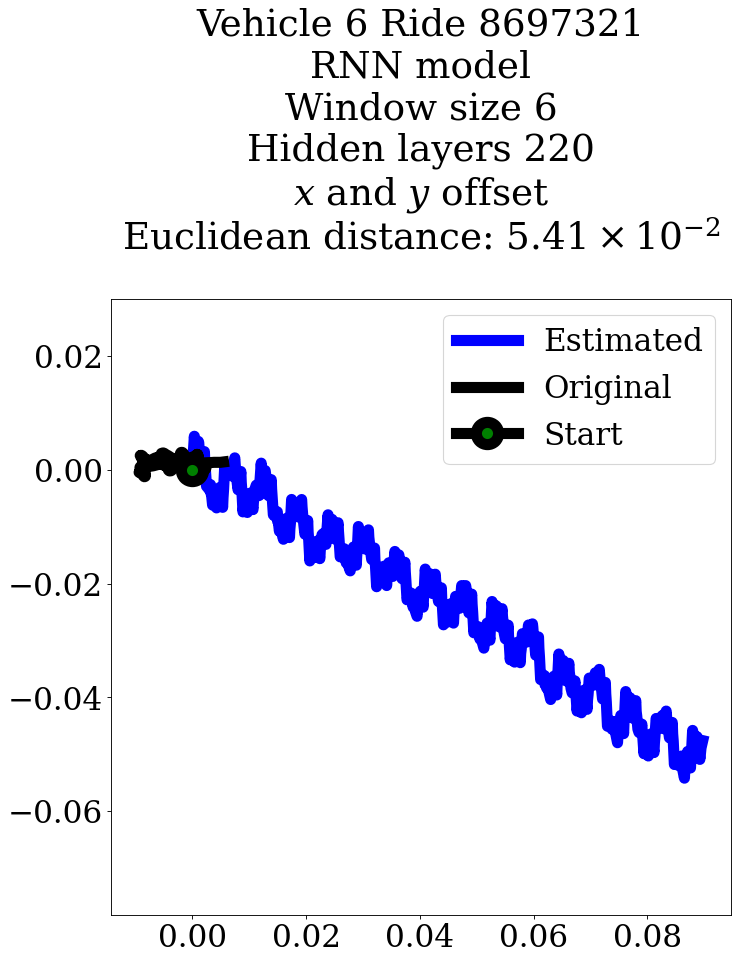 Vehicle 6 Ride 8697321
RNN model
Window size 6
Hidden layers 220
x and y offset
Euclidean distance: 5.41 × 10⁻²
Estimated
Original
Start
0.02
0.00
−0.02
−0.04
−0.06
0.00 0.02 0.04 0.06 0.08